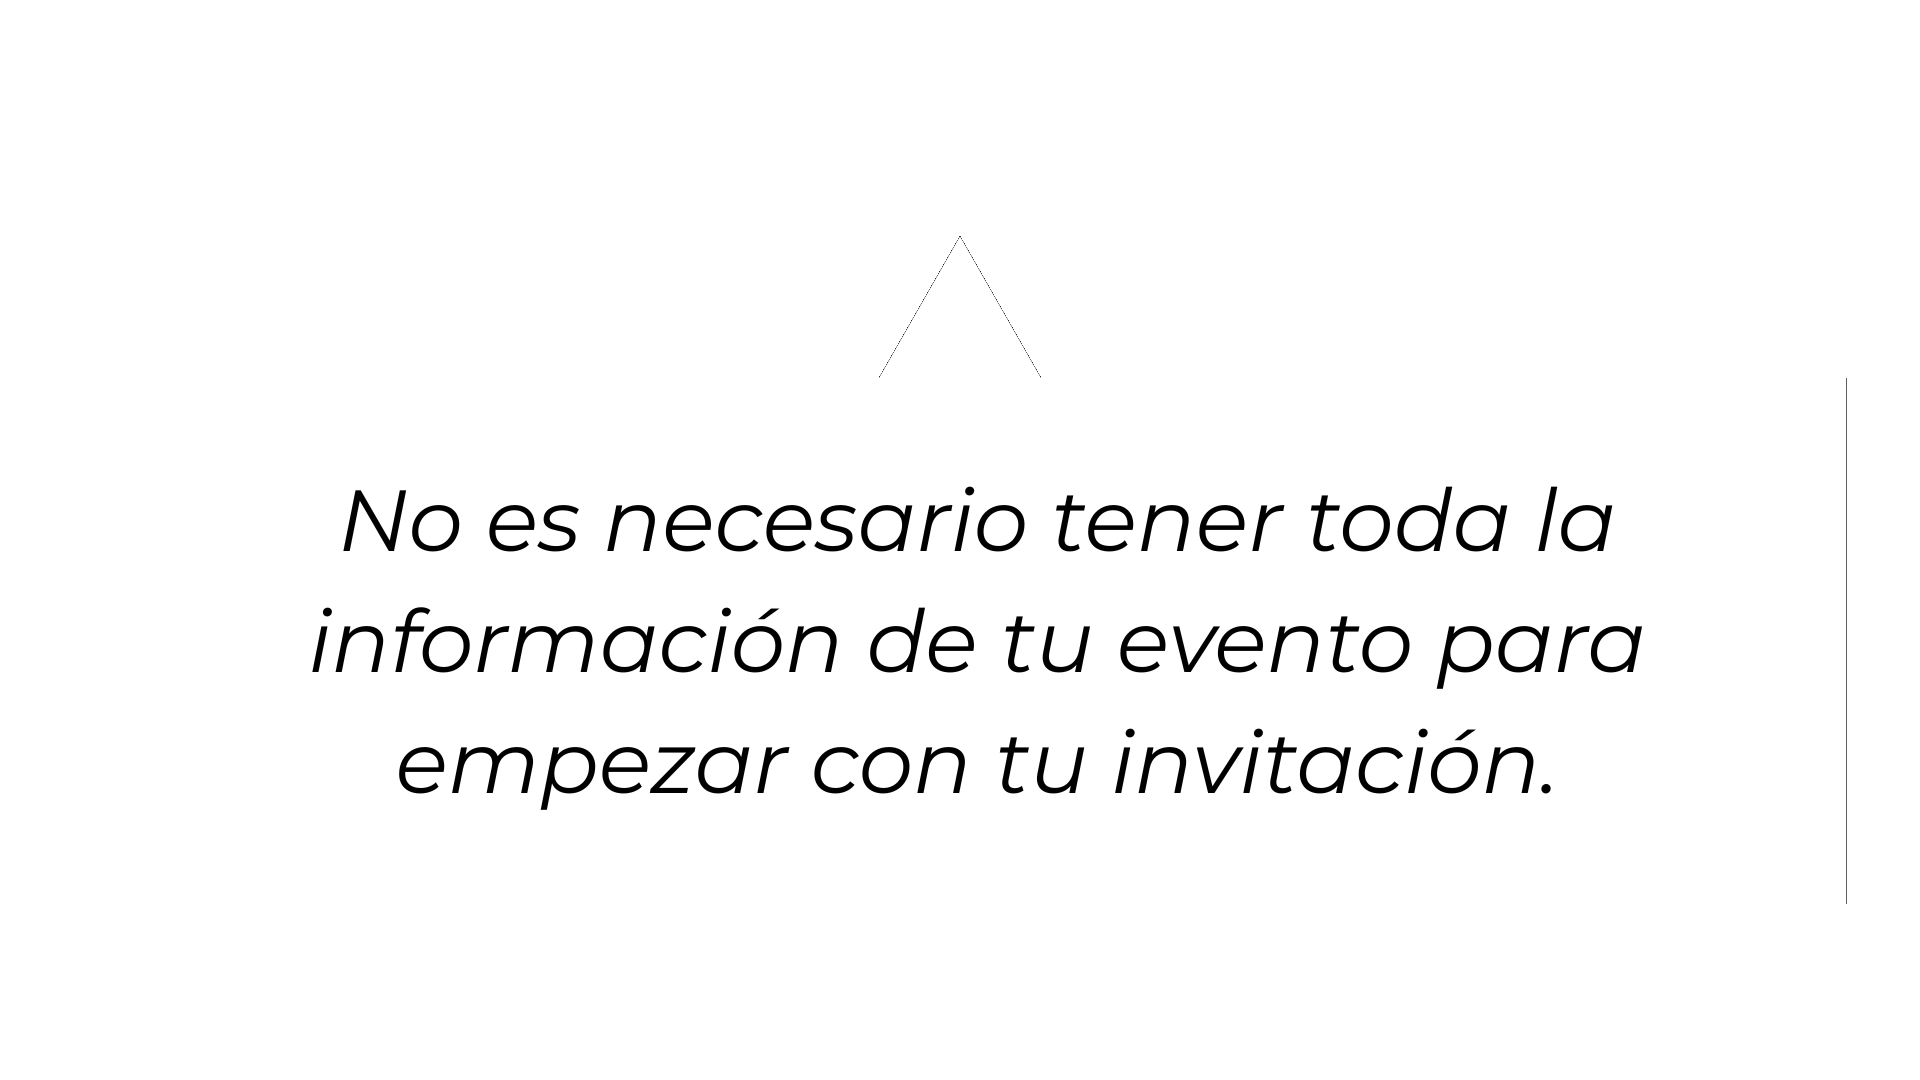 No es necesario tener toda la
información de tu evento para
empezar con tu invitación.